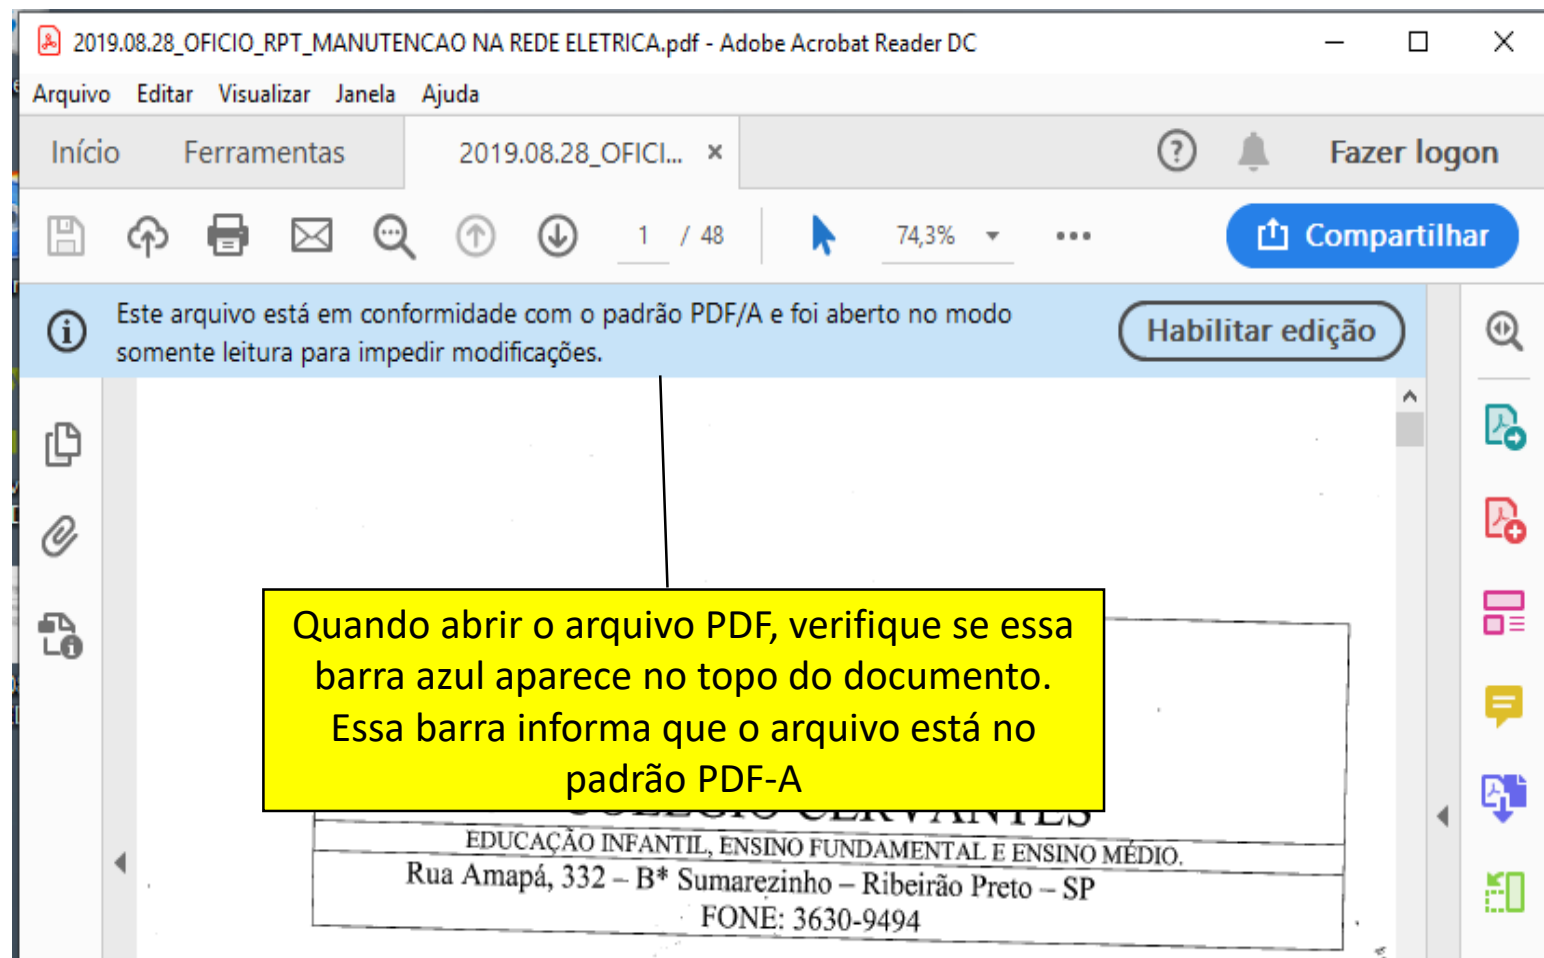 2019.08.28_OFICIO_RPT_MANUTENCAO NA REDE ELETRICA.pdf - Adobe Acrobat Reader DC
Arquivo Editar Visualizar Janela Ajuda
Início Ferramentas 2019.08.28_OFICI... × Fazer logon
1 / 48 74,3% Compartilhar
Este arquivo está em conformidade com o padrão PDF/A e foi aberto no modo
somente leitura para impedir modificações.
Habilitar edição
Quando abrir o arquivo PDF, verifique se essa
barra azul aparece no topo do documento.
Essa barra informa que o arquivo está no
padrão PDF-A
COLÉGIO CERVANTES
EDUCAÇÃO INFANTIL, ENSINO FUNDAMENTAL E ENSINO MÉDIO.
Rua Amapá, 332 – B* Sumarezinho – Ribeirão Preto – SP
FONE: 3630-9494